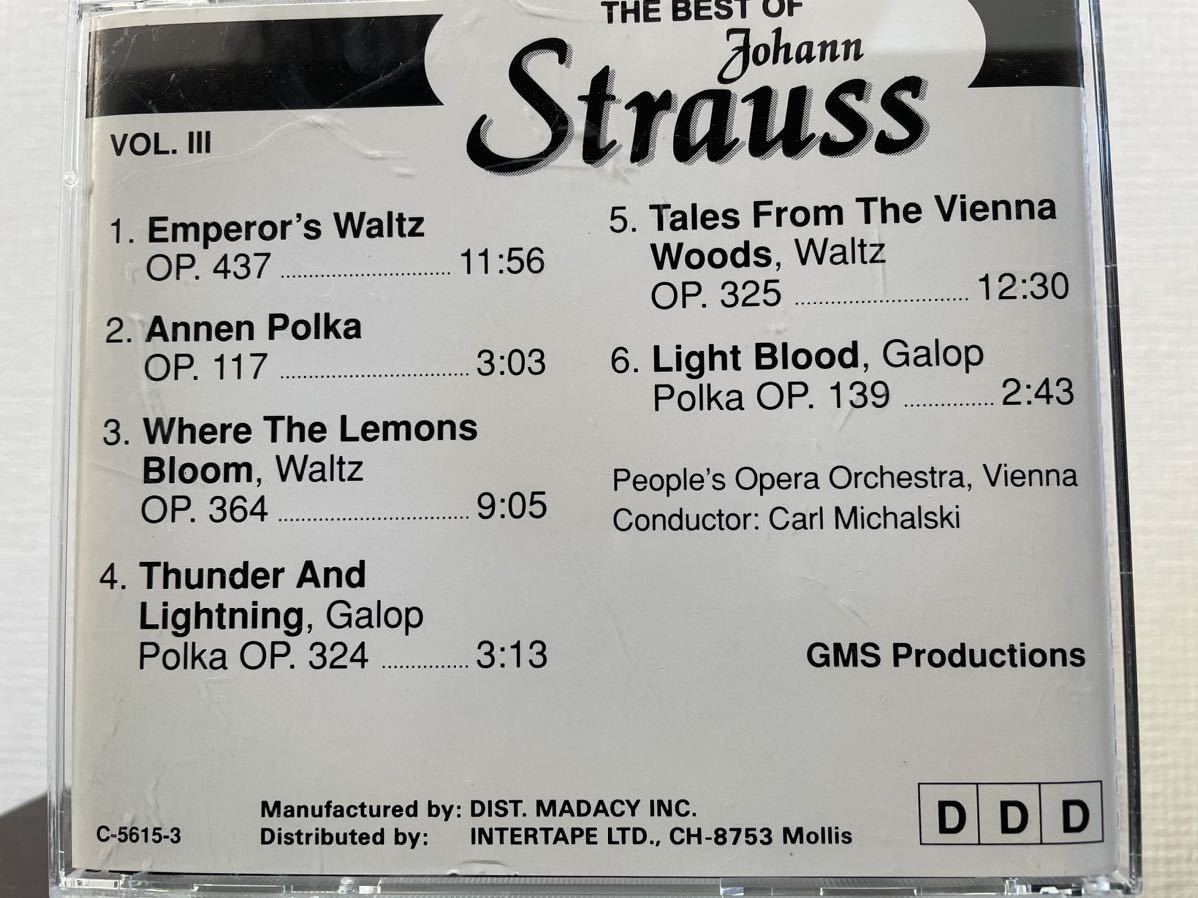 THE BEST OF
Johann
Strauss
VOL. III
1. Emperor's Waltz
OP. 437 ........................... 11:56
2. Annen Polka
OP. 117 .............................. 3:03
3. Where The Lemons
Bloom, Waltz
OP. 364 .............................. 9:05
4. Thunder And
Lightning, Galop
Polka OP. 324 .............. 3:13
5. Tales From The Vienna
Woods, Waltz
OP. 325 ........................... 12:30
6. Light Blood, Galop
Polka OP. 139 .............. 2:43
People's Opera Orchestra, Vienna
Conductor: Carl Michalski
GMS Productions
C-5615-3
Manufactured by: DIST. MADACY INC.
Distributed by: INTERTAPE LTD., CH-8753 Mollis
D D D